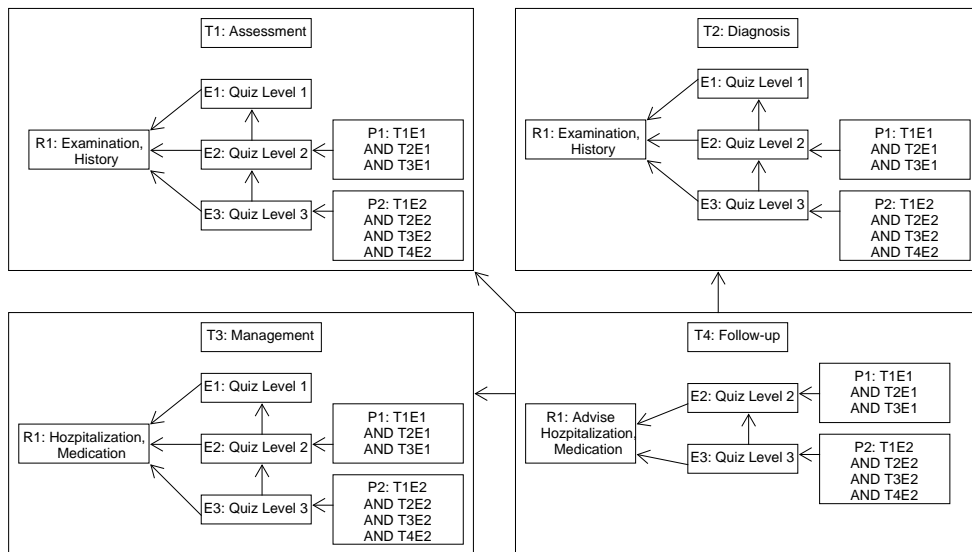 T1: Assessment
E1: Quiz Level 1
R1: Examination,
History
E2: Quiz Level 2
P1: T1E1
AND T2E1
AND T3E1
E3: Quiz Level 3
P2: T1E2
AND T2E2
AND T3E2
AND T4E2
T2: Diagnosis
E1: Quiz Level 1
R1: Examination,
History
E2: Quiz Level 2
P1: T1E1
AND T2E1
AND T3E1
E3: Quiz Level 3
P2: T1E2
AND T2E2
AND T3E2
AND T4E2
T3: Management
E1: Quiz Level 1
R1: Hozpitalization,
Medication
E2: Quiz Level 2
P1: T1E1
AND T2E1
AND T3E1
E3: Quiz Level 3
P2: T1E2
AND T2E2
AND T3E2
AND T4E2
T4: Follow-up
R1: Advise
Hozpitalization,
Medication
E2: Quiz Level 2
P1: T1E1
AND T2E1
AND T3E1
E3: Quiz Level 3
P2: T1E2
AND T2E2
AND T3E2
AND T4E2